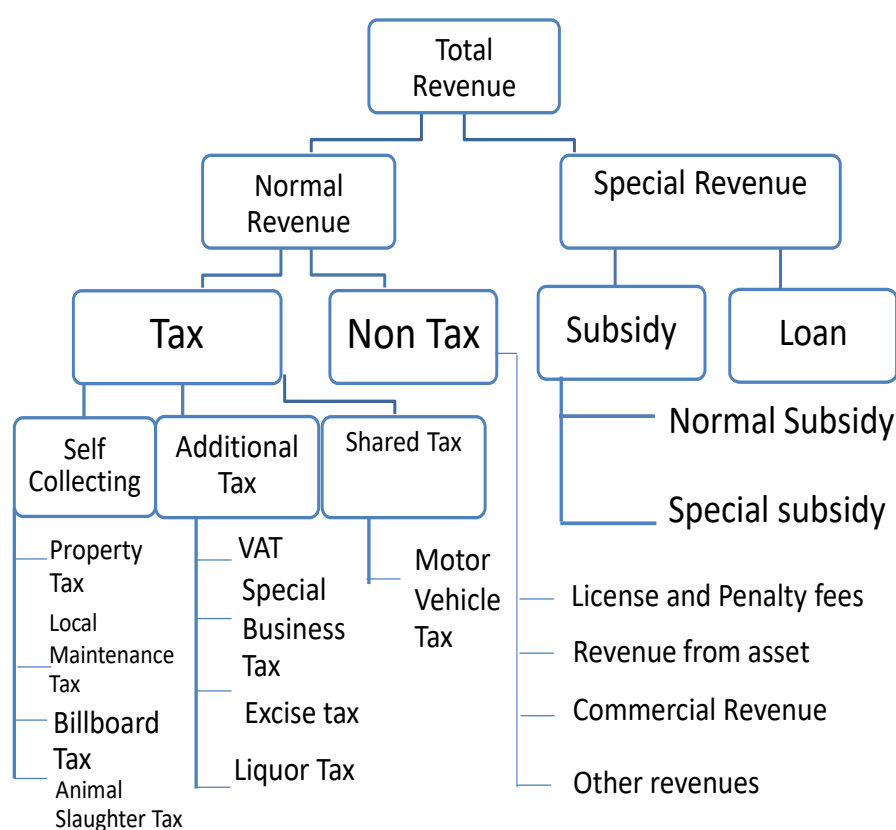 Total
Revenue
Normal
Revenue
Special Revenue
Tax
Non Tax
Subsidy
Loan
Self
Collecting
Additional
Tax
Shared Tax
Normal Subsidy
Special subsidy
Property
Tax
Local
Maintenance
Tax
Billboard
Tax
Animal
Slaughter Tax
VAT
Special
Business
Tax
Excise tax
Liquor Tax
Motor
Vehicle
Tax
License and Penalty fees
Revenue from asset
Commercial Revenue
Other revenues